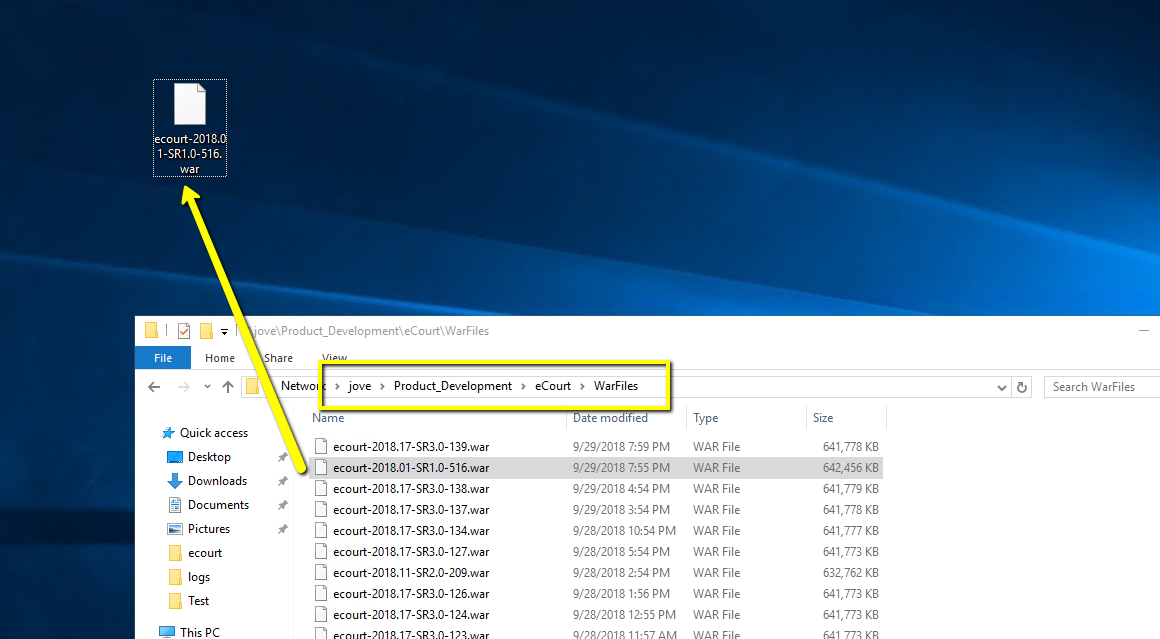 ecourt-2018.0
1-SR1.0-516.
war
jove\Product_Development\eCourt\WarFiles
File Home Share View
Network > jove > Product_Development > eCourt > WarFiles
Search WarFiles
Name Date modified Type Size
Quick access
Desktop
Downloads
Documents
Pictures
ecourt
logs
Test
This PC
ecourt-2018.17-SR3.0-139.war 9/29/2018 7:59 PM WAR File 641,778 KB
ecourt-2018.01-SR1.0-516.war 9/29/2018 7:55 PM WAR File 642,456 KB
ecourt-2018.17-SR3.0-138.war 9/29/2018 4:54 PM WAR File 641,779 KB
ecourt-2018.17-SR3.0-137.war 9/29/2018 3:54 PM WAR File 641,778 KB
ecourt-2018.17-SR3.0-134.war 9/28/2018 10:54 PM WAR File 641,777 KB
ecourt-2018.17-SR3.0-127.war 9/28/2018 5:54 PM WAR File 641,773 KB
ecourt-2018.11-SR2.0-209.war 9/28/2018 2:54 PM WAR File 632,762 KB
ecourt-2018.17-SR3.0-126.war 9/28/2018 1:56 PM WAR File 641,773 KB
ecourt-2018.17-SR3.0-124.war 9/28/2018 12:55 PM WAR File 641,773 KB
ecourt-2018.17-SR3.0-123.war 9/28/2018 11:57 AM WAR File 641,773 KB